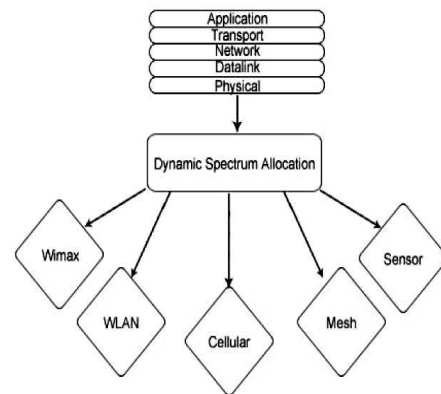 Application
Transport
Network
Datalink
Physical
Dynamic Spectrum Allocation
Wimax
WLAN
Cellular
Mesh
Sensor